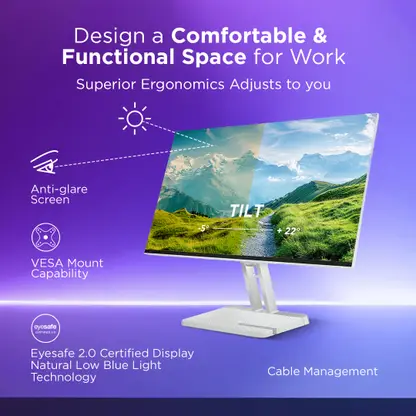 Design a Comfortable &
Functional Space for Work
Superior Ergonomics Adjusts to you
Anti-glare
Screen
TILT
-5° + 22°
VESA Mount
Capability
eyesafe
Eyesafe 2.0 Certified Display
Natural Low Blue Light
Technology
Cable Management